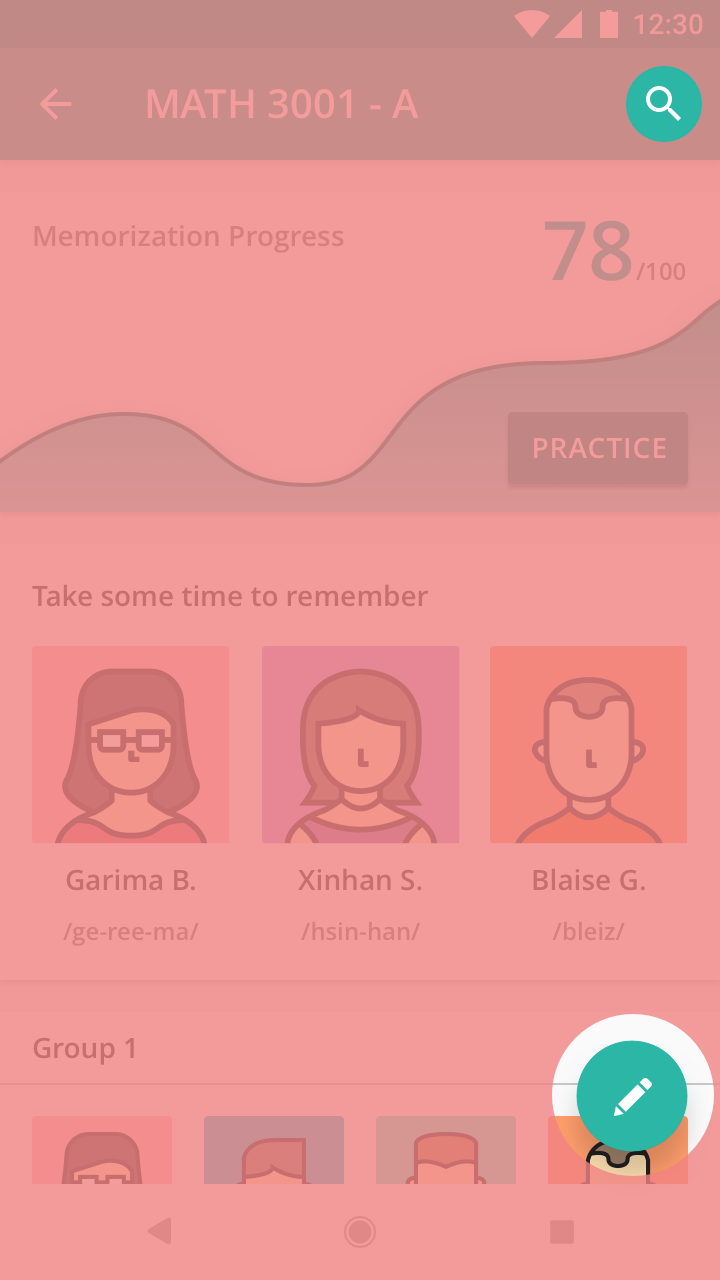 12:30
MATH 3001 - A
Memorization Progress
78/100
PRACTICE
Take some time to remember
Garima B. Xinhan S. Blaise G.
/ge-ree-ma/ /hsin-han/ /bleiz/
Group 1